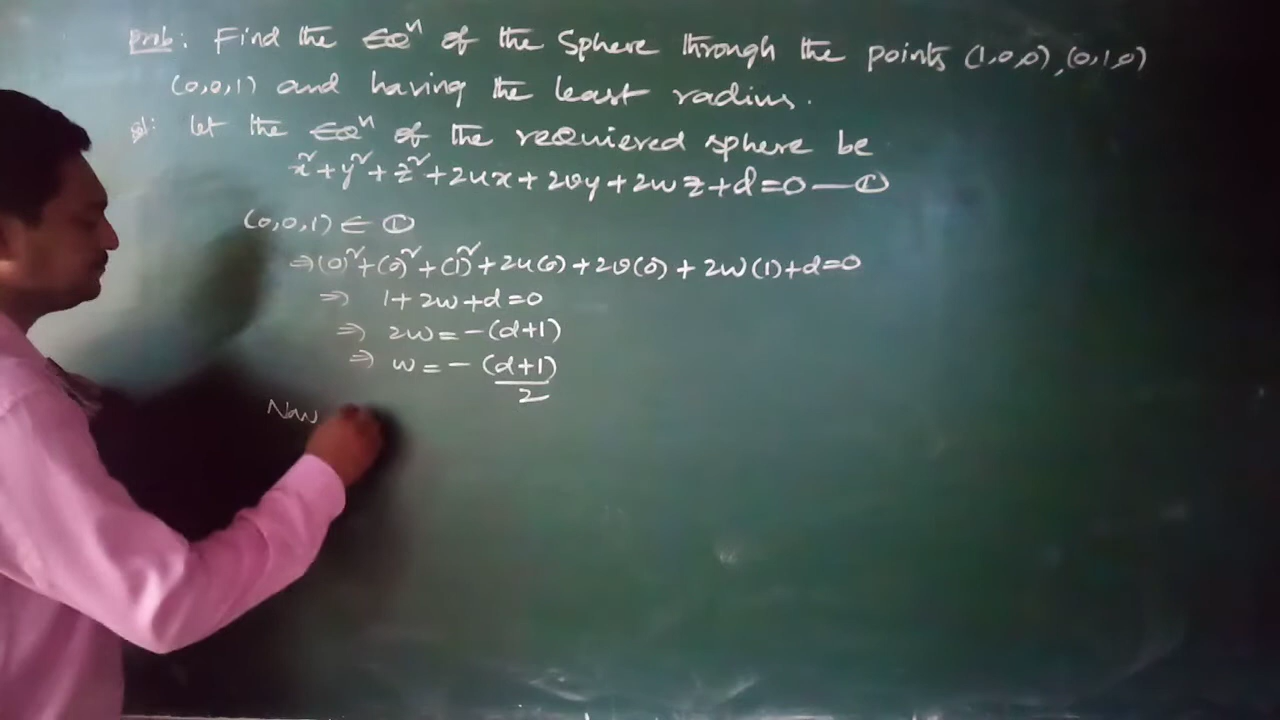 prob: Find the EQⁿ of the Sphere through the points (1,0,0), (0,1,0)
(0,0,1) and having the least radius.
sol: let the EQⁿ of the requiered sphere be
x²+y²+z²+2ux+2vy+2wz+d=0 — ①
(0,0,1) ∈ ①
⇒(0)²+(0)²+(1)²+2u(0)+2v(0)+2w(1)+d=0
⇒ 1+2w+d=0
⇒ 2w=-(d+1)
⇒ w=-(d+1)/2
Now